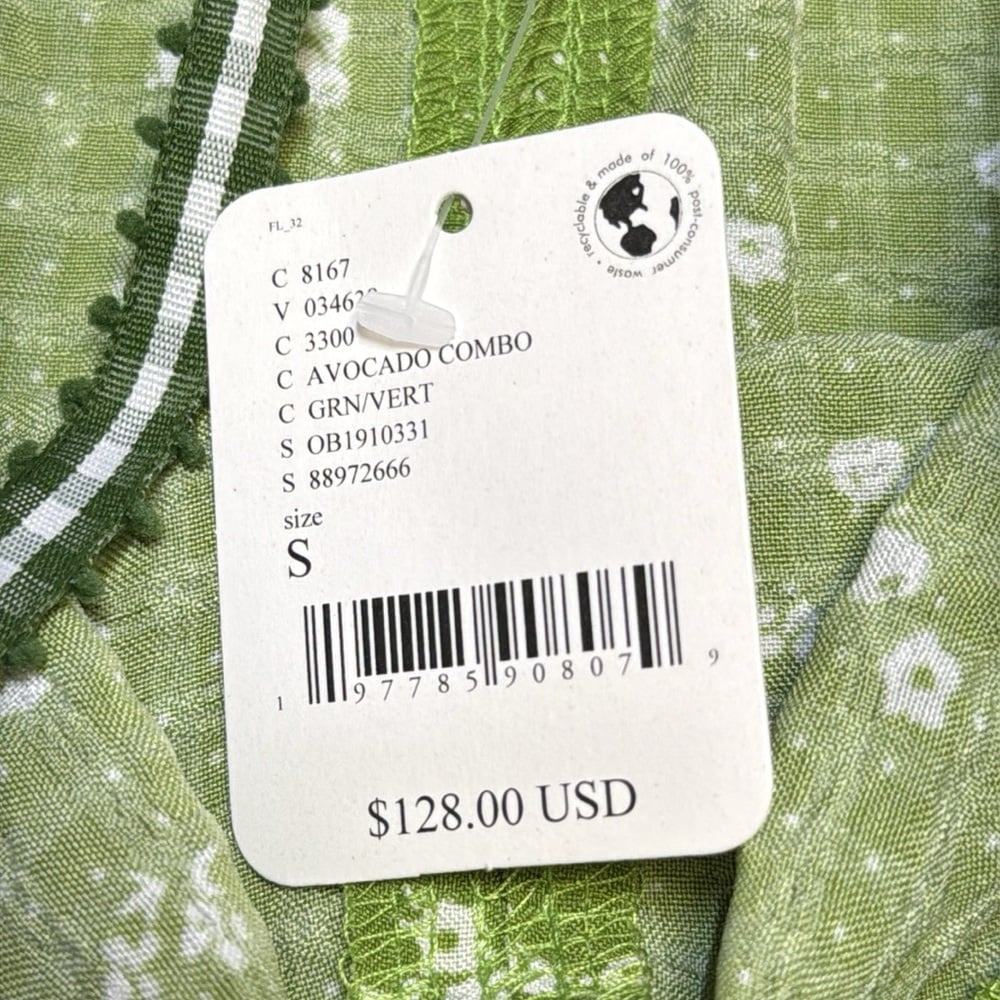 FL_32
recyclable & made of 100% post-consumer waste •
C 8167
V
C 3300
C AVOCADO COMBO
C GRN/VERT
S OB1910331
S 88972666
size
S
1 97785 90807 9
$128.00 USD